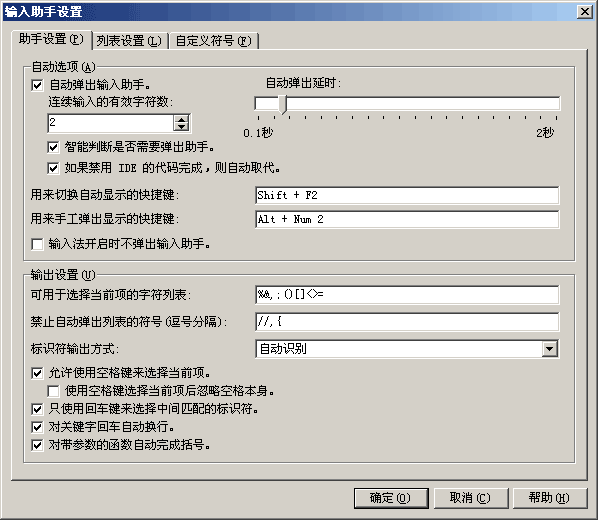 输入助手设置
助手设置(P) 列表设置(L) 自定义符号(F)
自动选项(A)
自动弹出输入助手。
自动弹出延时:
连续输入的有效字符数:
2
0.1秒 2秒
智能判断是否需要弹出助手。
如果禁用 IDE 的代码完成,则自动取代。
用来切换自动显示的快捷键: Shift + F2
用来手工弹出显示的快捷键: Alt + Num 2
输入法开启时不弹出输入助手。
输出设置(U)
可用于选择当前项的字符列表: %&,;()[]<>=
禁止自动弹出列表的符号(逗号分隔): //,{
标识符输出方式: 自动识别
允许使用空格键来选择当前项。
使用空格键选择当前项后忽略空格本身。
只使用回车键来选择中间匹配的标识符。
对关键字回车自动换行。
对带参数的函数自动完成括号。
确定(O) 取消(C) 帮助(H)